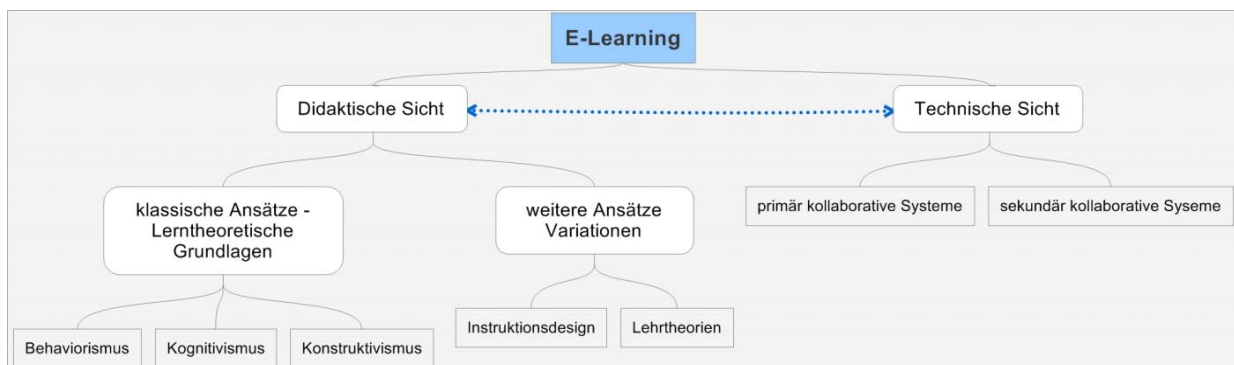 E-Learning
Didaktische Sicht
Technische Sicht
klassische Ansätze -
Lerntheoretische
Grundlagen
weitere Ansätze
Variationen
primär kollaborative Systeme
sekundär kollaborative Syseme
Instruktionsdesign
Lehrtheorien
Behaviorismus
Kognitivismus
Konstruktivismus